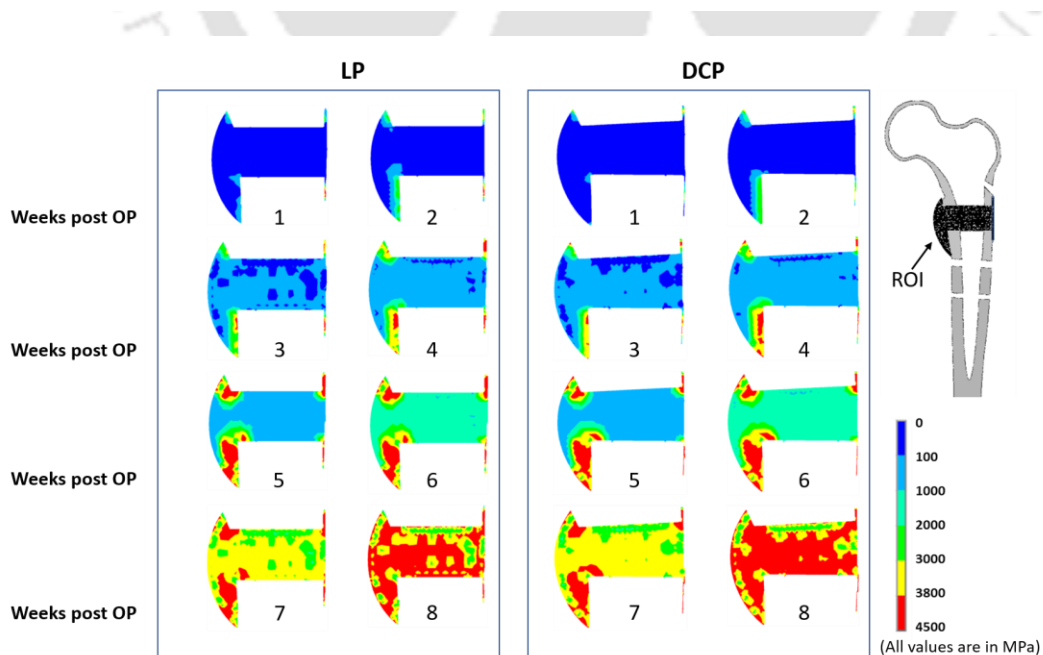 LP DCP
Weeks post OP 1 2 1 2
ROI
Weeks post OP 3 4 3 4
Weeks post OP 5 6 5 6
Weeks post OP 7 8 7 8
0
100
1000
2000
3000
3800
4500
(All values are in MPa)